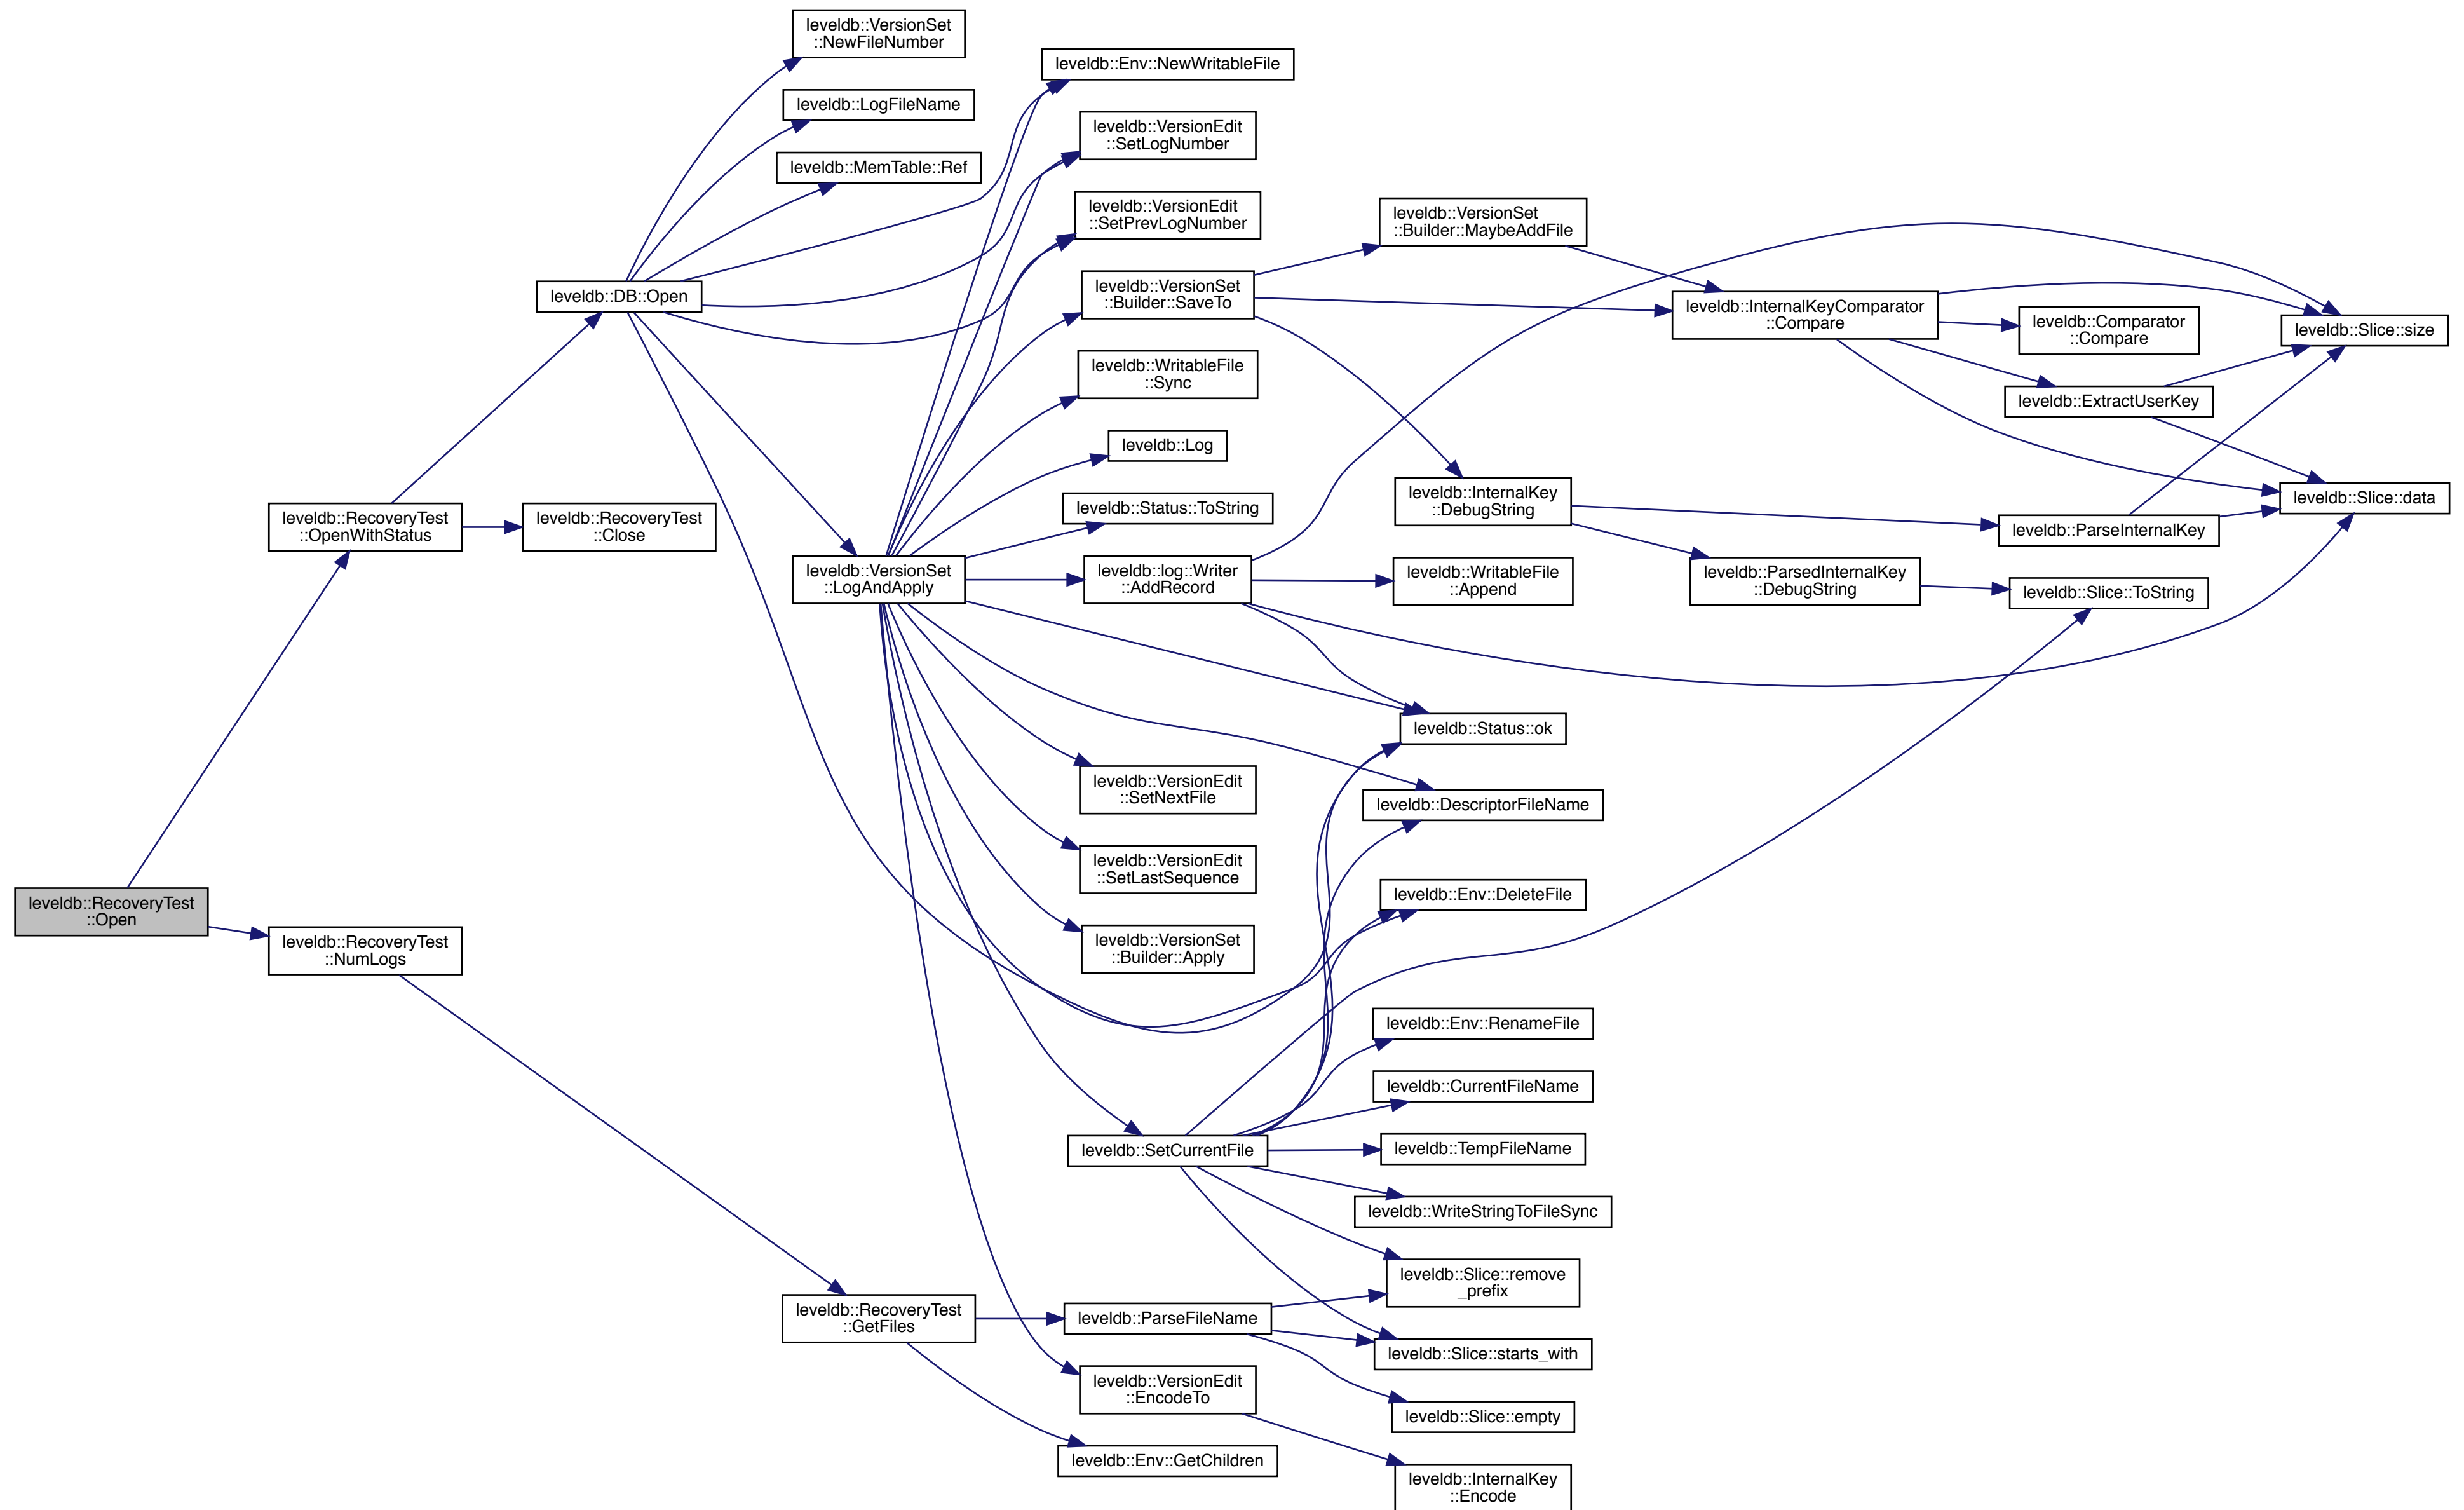 leveldb::RecoveryTest
::Open
leveldb::RecoveryTest
::OpenWithStatus
leveldb::RecoveryTest
::NumLogs
leveldb::DB::Open
leveldb::RecoveryTest
::Close
leveldb::VersionSet
::NewFileNumber
leveldb::LogFileName
leveldb::MemTable::Ref
leveldb::VersionSet
::LogAndApply
leveldb::RecoveryTest
::GetFiles
leveldb::Env::NewWritableFile
leveldb::VersionEdit
::SetLogNumber
leveldb::VersionEdit
::SetPrevLogNumber
leveldb::VersionSet
::Builder::SaveTo
leveldb::WritableFile
::Sync
leveldb::Log
leveldb::Status::ToString
leveldb::log::Writer
::AddRecord
leveldb::VersionEdit
::SetNextFile
leveldb::VersionEdit
::SetLastSequence
leveldb::VersionSet
::Builder::Apply
leveldb::SetCurrentFile
leveldb::ParseFileName
leveldb::VersionEdit
::EncodeTo
leveldb::Env::GetChildren
leveldb::VersionSet
::Builder::MaybeAddFile
leveldb::InternalKey
::DebugString
leveldb::WritableFile
::Append
leveldb::Status::ok
leveldb::DescriptorFileName
leveldb::Env::DeleteFile
leveldb::Env::RenameFile
leveldb::CurrentFileName
leveldb::TempFileName
leveldb::WriteStringToFileSync
leveldb::Slice::remove
_prefix
leveldb::Slice::starts_with
leveldb::Slice::empty
leveldb::InternalKey
::Encode
leveldb::InternalKeyComparator
::Compare
leveldb::ParsedInternalKey
::DebugString
leveldb::Comparator
::Compare
leveldb::ExtractUserKey
leveldb::ParseInternalKey
leveldb::Slice::ToString
leveldb::Slice::size
leveldb::Slice::data